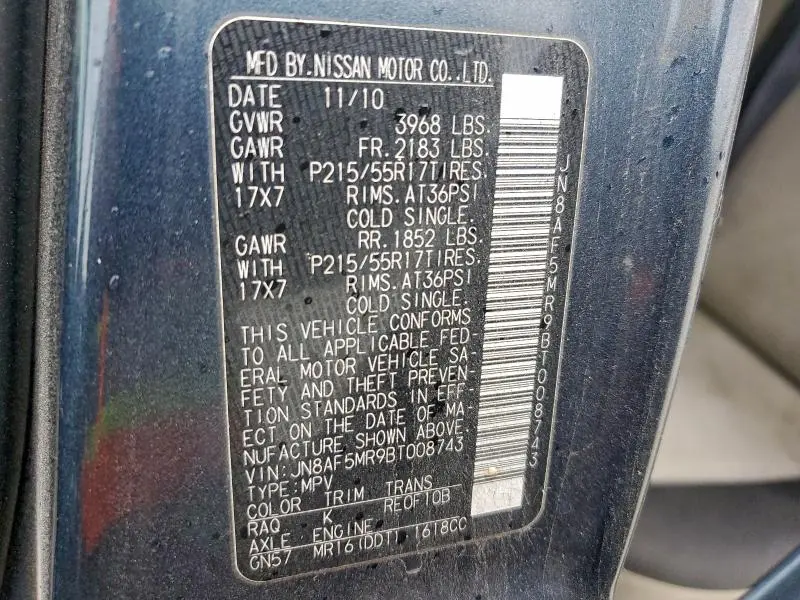 MFD BY.NISSAN MOTOR CO.,LTD.
DATE 11/10
GVWR 3968 LBS.
GAWR FR.2183 LBS.
WITH P215/55R17TIRES.
17X7 RIMS.AT36PSI
COLD SINGLE.
GAWR RR.1852 LBS.
WITH P215/55R17TIRES.
17X7 RIMS.AT36PSI
COLD SINGLE.
THIS VEHICLE CONFORMS
TO ALL APPLICABLE FED
ERAL MOTOR VEHICLE SA-
FETY AND THEFT PREVEN-
TION STANDARDS IN EFF-
ECT ON THE DATE OF MA-
NUFACTURE SHOWN ABOVE.
VIN:JN8AF5MR9BT008743
TYPE:MPV
COLOR TRIM TRANS
RAQ K RE0F10B
AXLE ENGINE
GN57 MR16(DDT) 1618CC
JN8AF5MR9BT008743